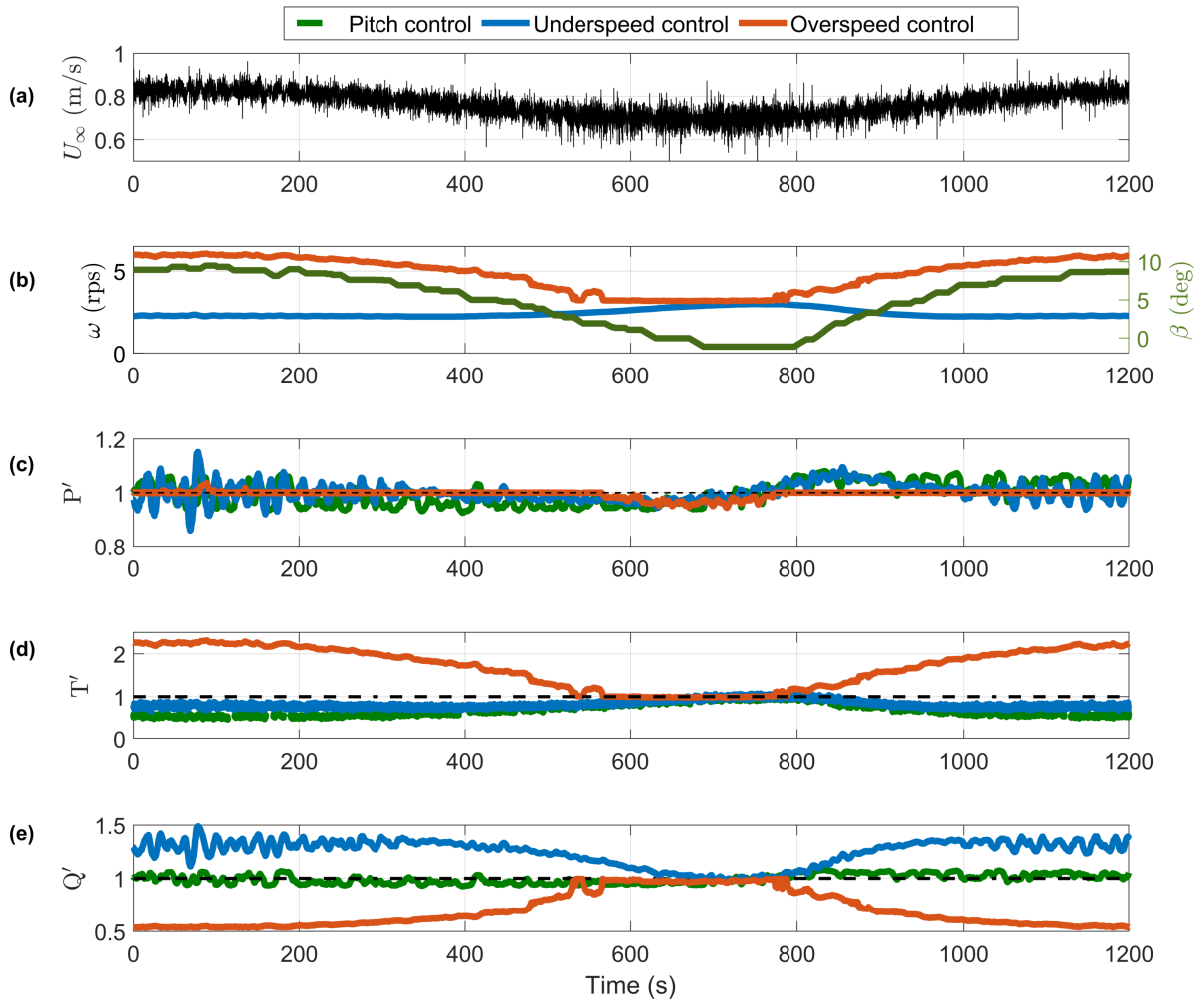 Pitch control Underspeed control Overspeed control
(a)
U∞ (m/s)
1
0.8
0.6
0 200 400 600 800 1000 1200
(b)
ω (rps)
5
0
10
5
0
β (deg)
0 200 400 600 800 1000 1200
(c)
P′
1.2
1
0.8
0 200 400 600 800 1000 1200
(d)
T′
2
1
0
0 200 400 600 800 1000 1200
(e)
Q′
1.5
1
0.5
0 200 400 600 800 1000 1200
Time (s)